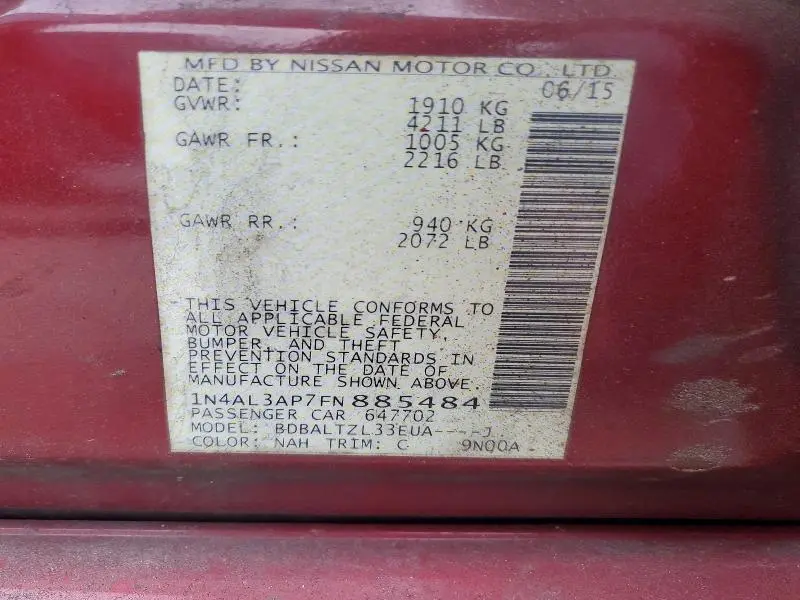 MFD BY NISSAN MOTOR CO., LTD
DATE: 06/15
GVWR: 1910 KG
4211 LB
GAWR FR.: 1005 KG
2216 LB
GAWR RR.: 940 KG
2072 LB
THIS VEHICLE CONFORMS TO
ALL APPLICABLE FEDERAL
MOTOR VEHICLE SAFETY,
BUMPER, AND THEFT
PREVENTION STANDARDS IN
EFFECT ON THE DATE OF
MANUFACTURE SHOWN ABOVE.
1N4AL3AP7FN885484
PASSENGER CAR 647702
MODEL: BDBALTZL33EUA----J
COLOR: NAH TRIM: C 9N00A